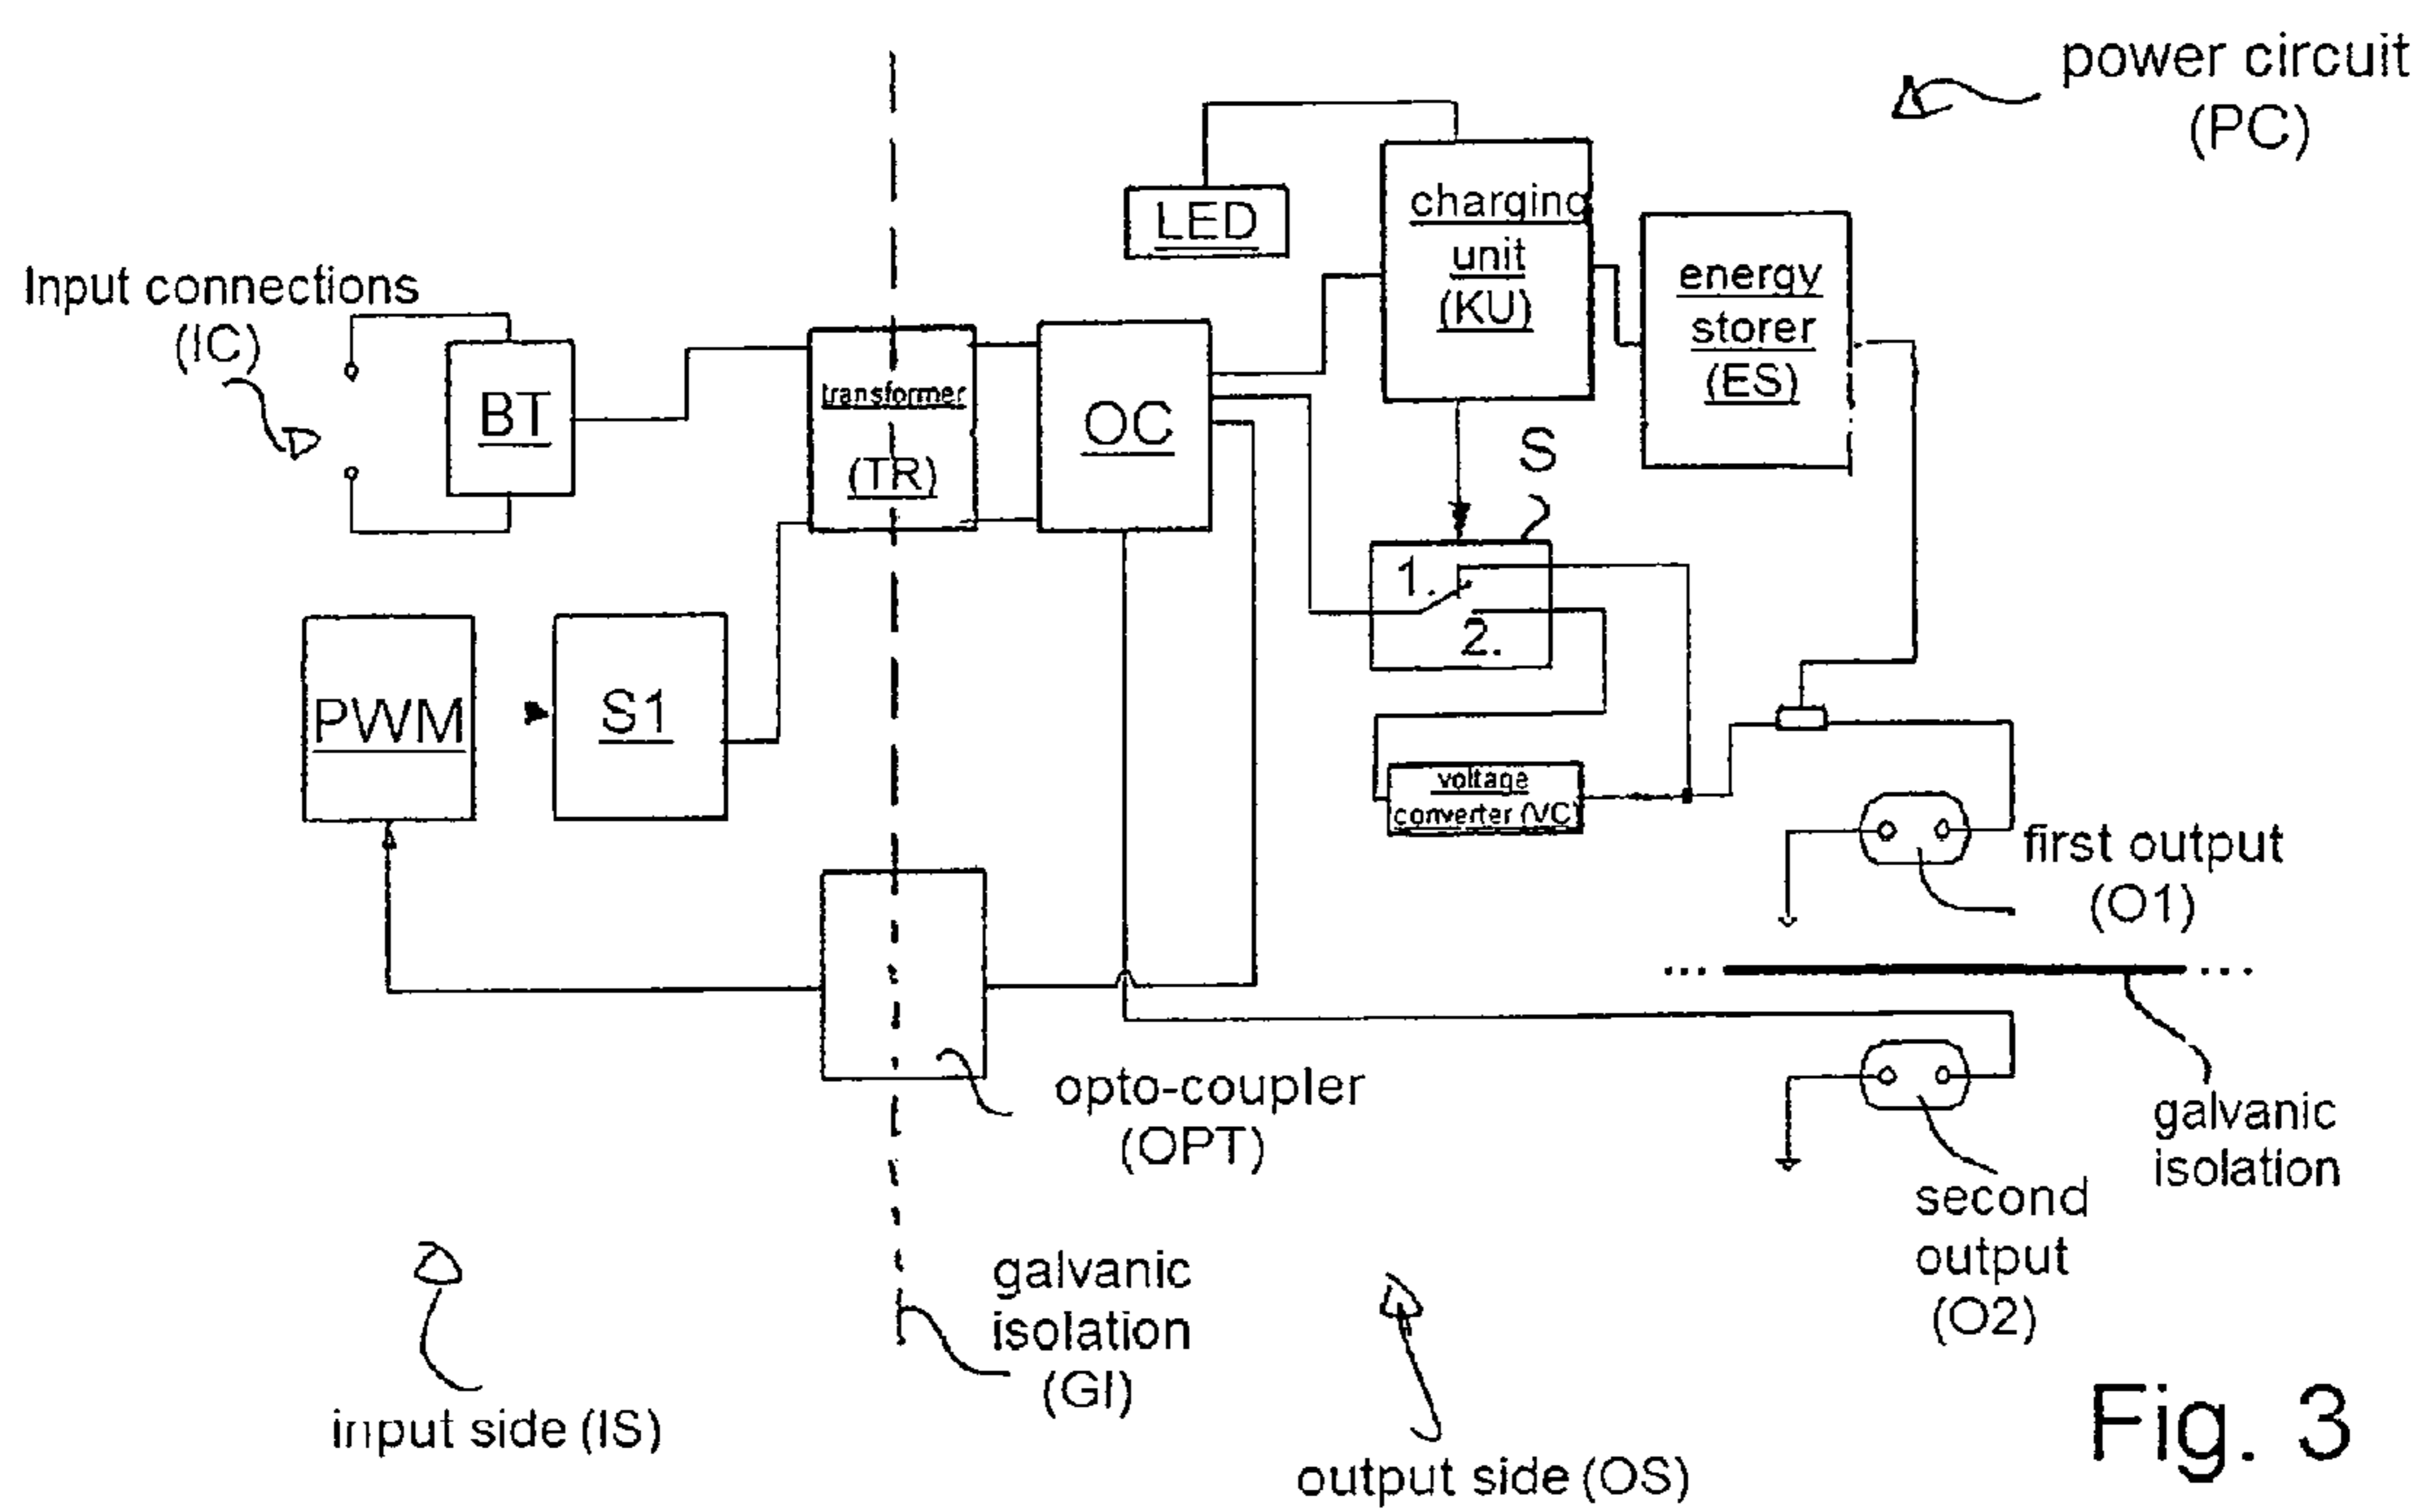 power circuit
(PC)
Input connections
(IC)
BT
transformer
(TR)
OC
LED
charging
unit
(KU)
energy
storer
(ES)
S
2
1.
2.
PWM
S1
voltage
converter (VC)
first output
(O1)
opto-coupler
(OPT)
galvanic
isolation
second
output
(O2)
galvanic
isolation
(GI)
input side (IS)
output side (OS)
Fig. 3